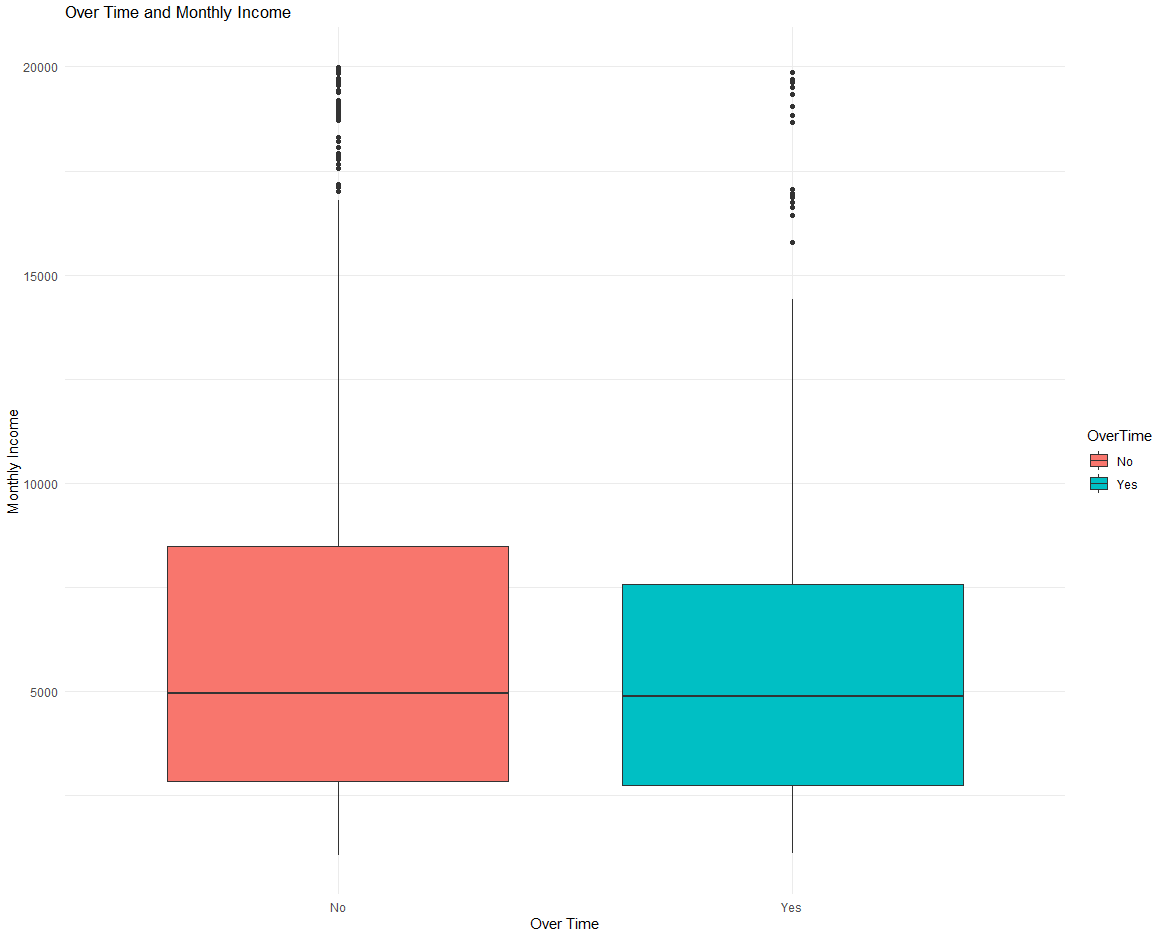 Over Time and Monthly Income
20000
15000
10000
5000
Monthly Income
No
Yes
Over Time
OverTime
No
Yes